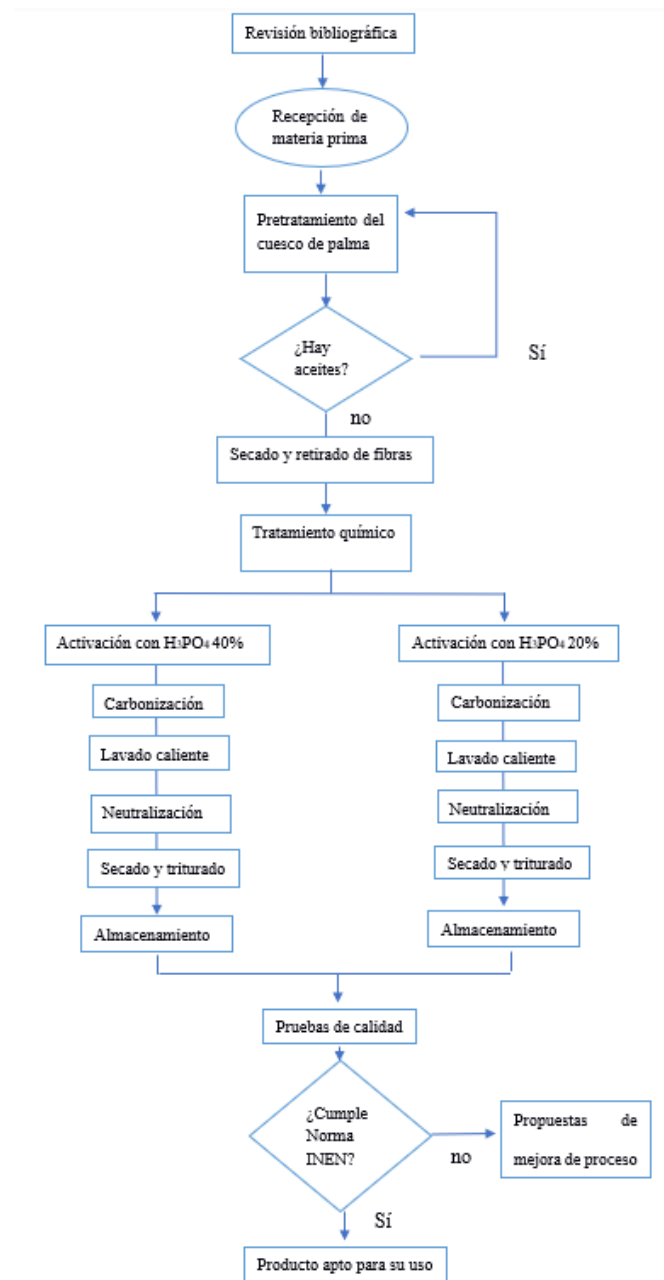 Revisión bibliográfica
Recepción de
materia prima
Pretratamiento del
cuesco de palma
¿Hay
aceites?
Sí
no
Secado y retirado de fibras
Tratamiento químico
Activación con H₃PO₄ 40%
Activación con H₃PO₄ 20%
Carbonización
Carbonización
Lavado caliente
Lavado caliente
Neutralización
Neutralización
Secado y triturado
Secado y triturado
Almacenamiento
Almacenamiento
Pruebas de calidad
¿Cumple
Norma
INEN?
no
Propuestas de
mejora de proceso
Sí
Producto apto para su uso